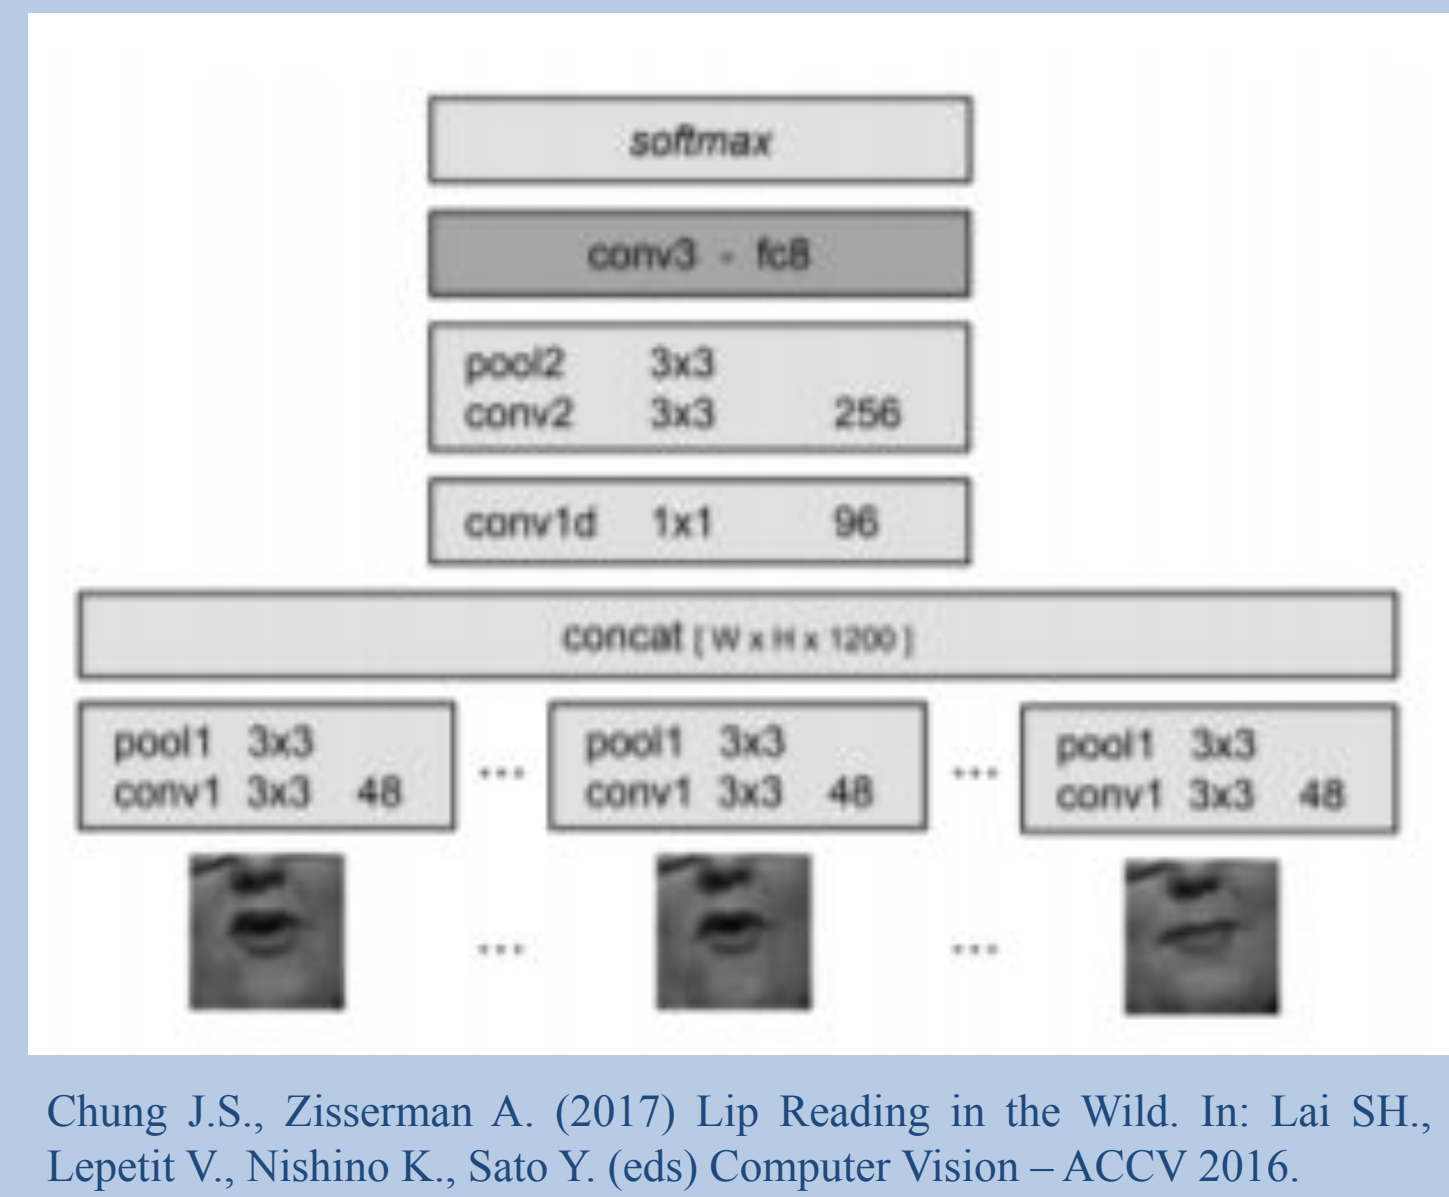 softmax
conv3 - fc8
pool2 3x3
conv2 3x3 256
conv1d 1x1 96
concat [ W x H x 1200 ]
pool1 3x3 ... pool1 3x3 ... pool1 3x3
conv1 3x3 48 conv1 3x3 48 conv1 3x3 48
... ...
Chung J.S., Zisserman A. (2017) Lip Reading in the Wild. In: Lai SH.,
Lepetit V., Nishino K., Sato Y. (eds) Computer Vision – ACCV 2016.